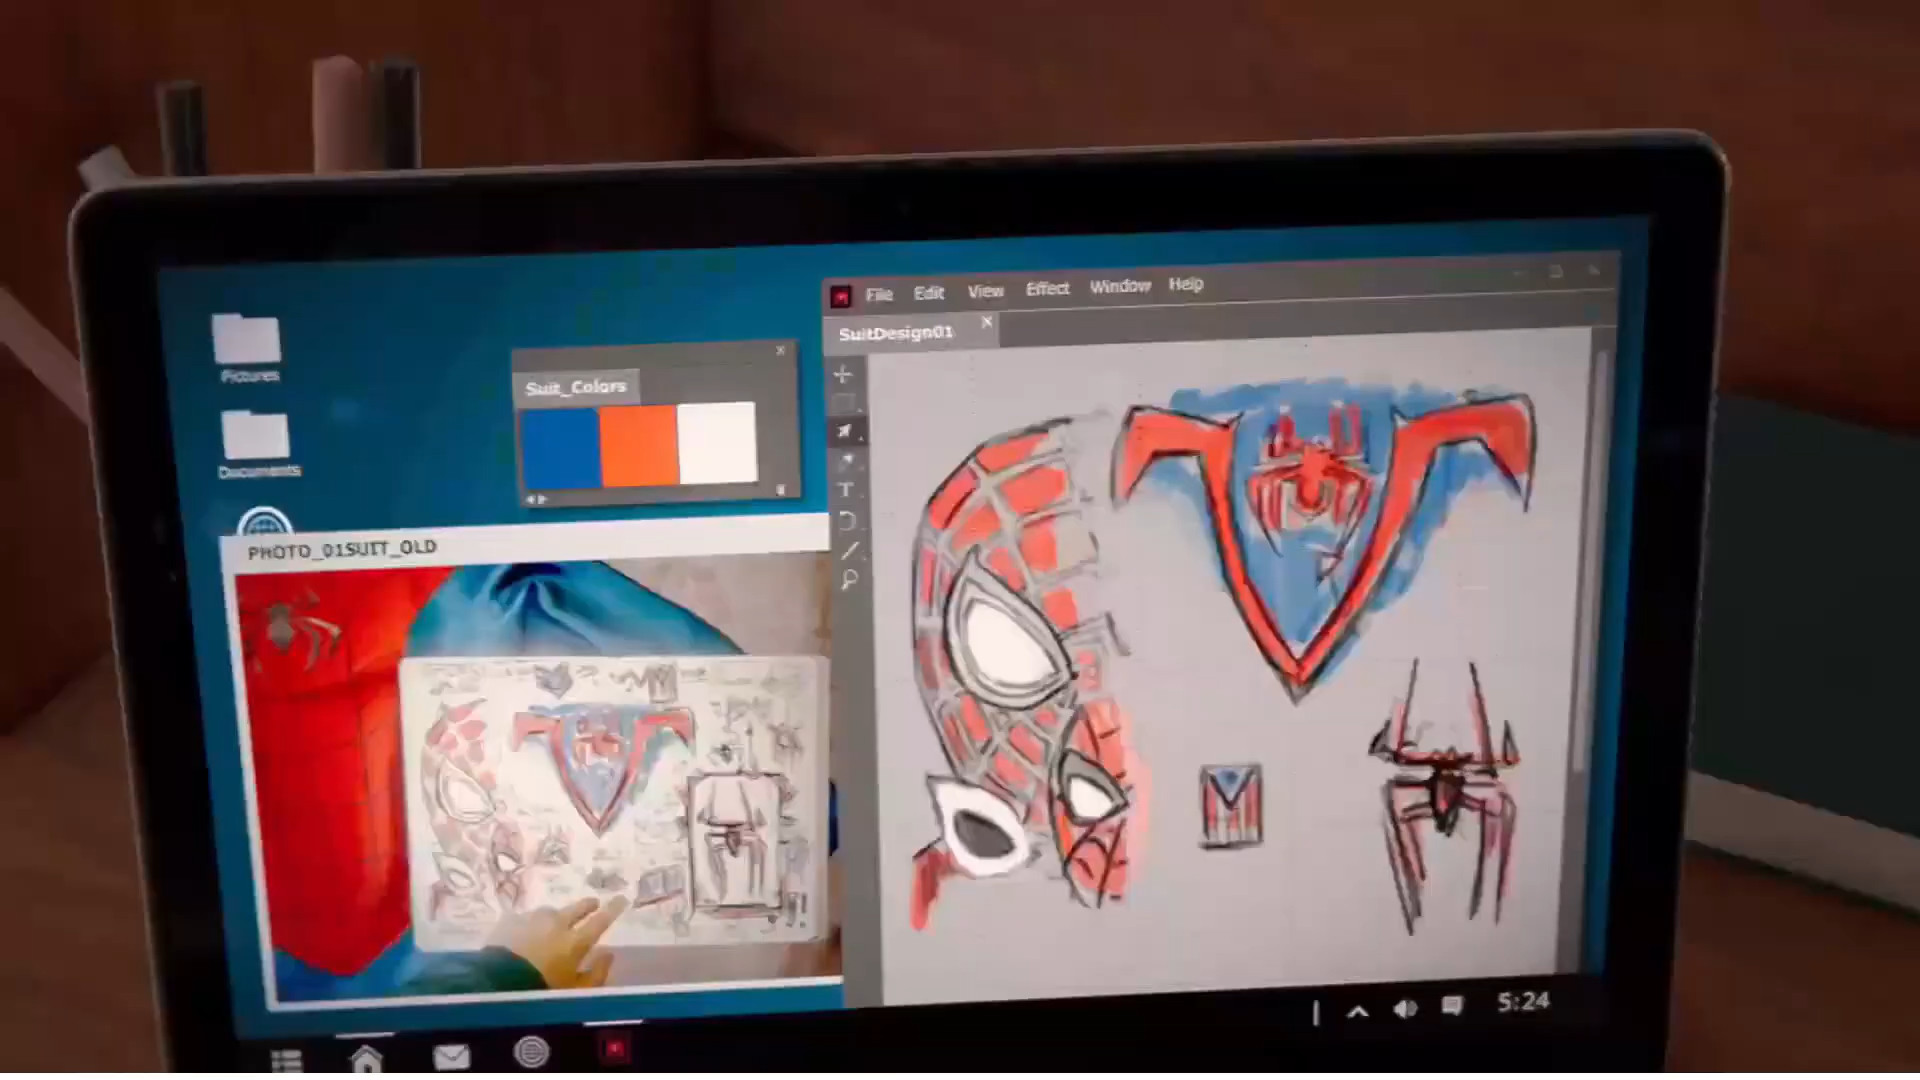 File Edit View Effect Window Help
SuitDesign01
Pictures
Suit_Colors
Documents
T
PHOTO_01SUIT_OLD
5:24